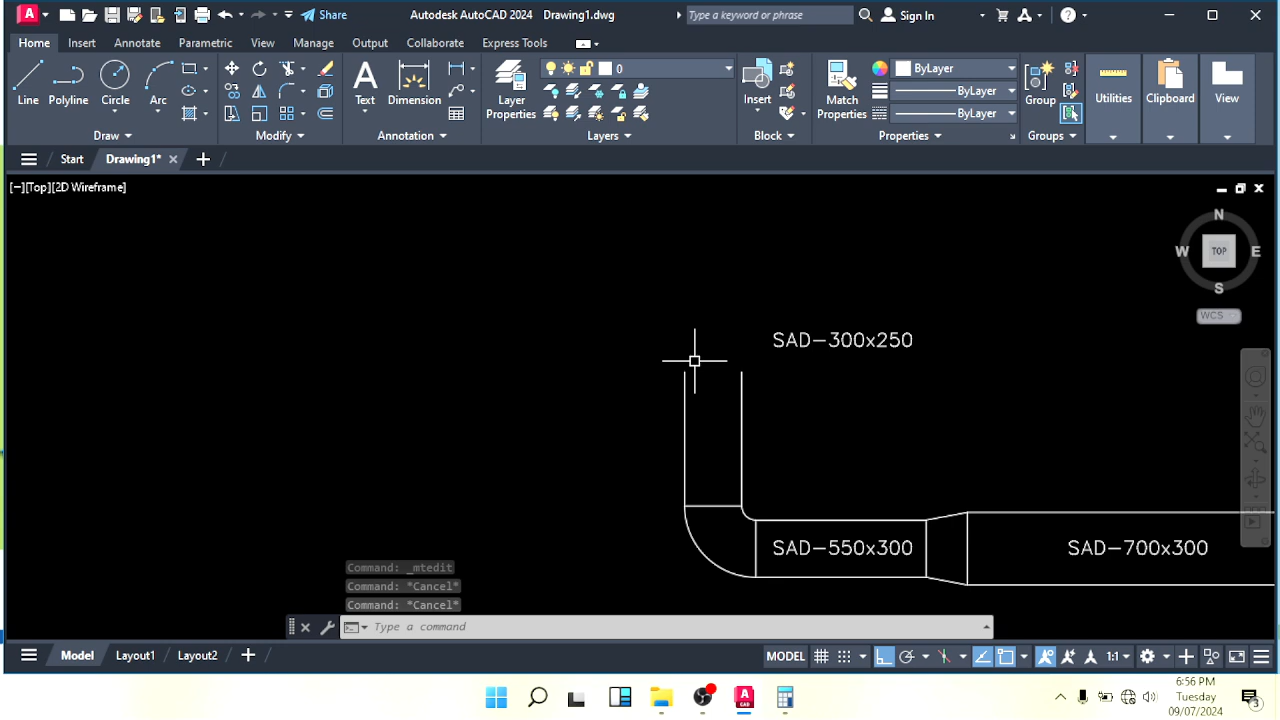 A CAD Share Autodesk AutoCAD 2024 Drawing1.dwg Type a keyword or phrase Sign In
Home Insert Annotate Parametric View Manage Output Collaborate Express Tools
0 ByLayer
ByLayer
ByLayer
Line Polyline Circle Arc Text Dimension Layer Properties Insert Match Properties Group Utilities Clipboard View
Draw Modify Annotation Layers Block Properties Groups
Start Drawing1*
[−][Top][2D Wireframe]
N
W TOP E
S
WCS
SAD-300x250
SAD-550x300 SAD-700x300
Command: _mtedit
Command: *Cancel*
Command: *Cancel*
Type a command
Model Layout1 Layout2 MODEL 1:1
6:56 PM
Tuesday
09/07/2024
3
A CAD